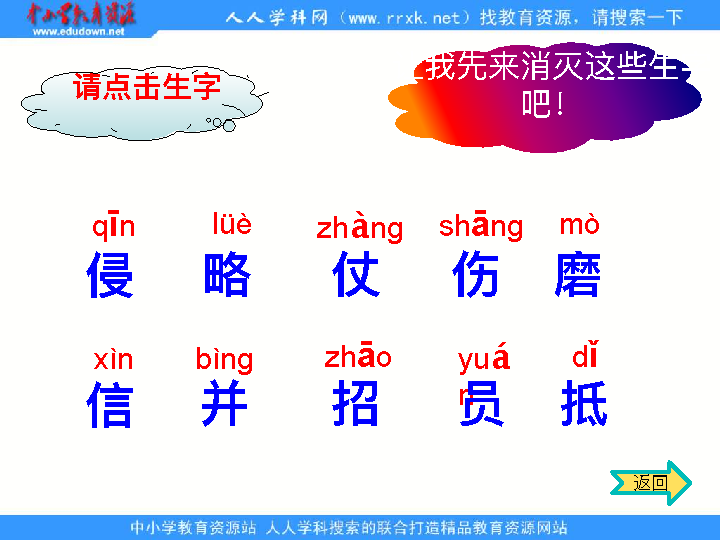 中小学教育资源
www.edudown.net
人人学科网（www.rrxk.net）找教育资源，请搜索一下
请点击生字
我先来消灭这些生
吧！
qīn lüè zhàng shāng mò
侵 略 仗 伤 磨
xìn bìng zhāo yuán dǐ
信 并 招 员 抵
返回
中小学教育资源站 人人学科搜索的联合打造精品教育资源网站